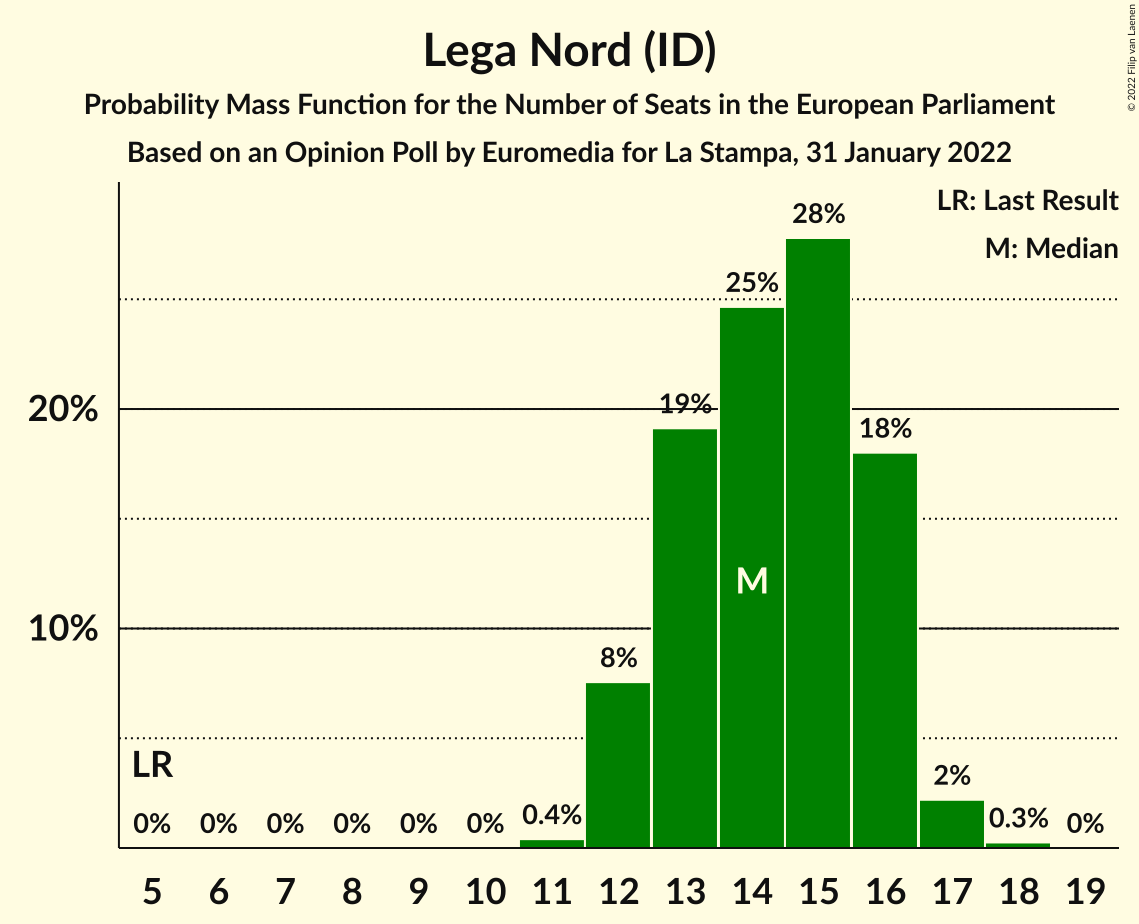 Lega Nord (ID)
Probability Mass Function for the Number of Seats in the European Parliament
Based on an Opinion Poll by Euromedia for La Stampa, 31 January 2022
© 2022 Filip van Laenen
LR: Last Result
M: Median
28%
25%
20%
19%
18%
M
10%
8%
LR
2%
0% 0% 0% 0% 0% 0% 0.4% 0.3% 0%
5 6 7 8 9 10 11 12 13 14 15 16 17 18 19